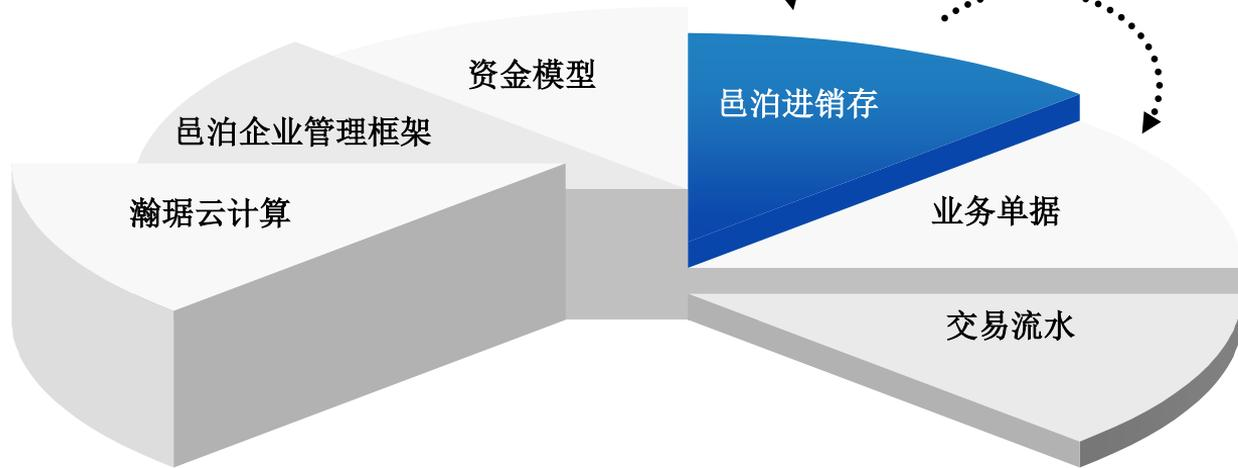 资金模型
邑泊进销存
邑泊企业管理框架
瀚琚云计算
业务单据
交易流水